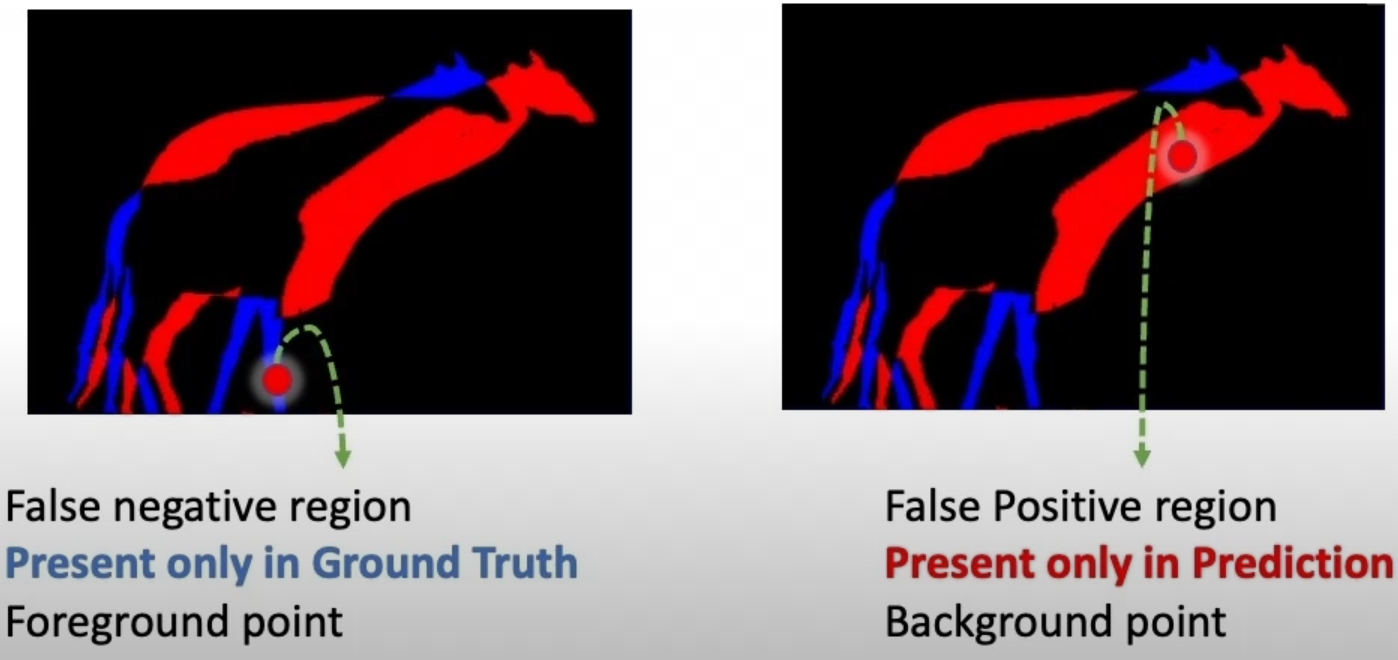 False negative region
Present only in Ground Truth
Foreground point
False Positive region
Present only in Prediction
Background point